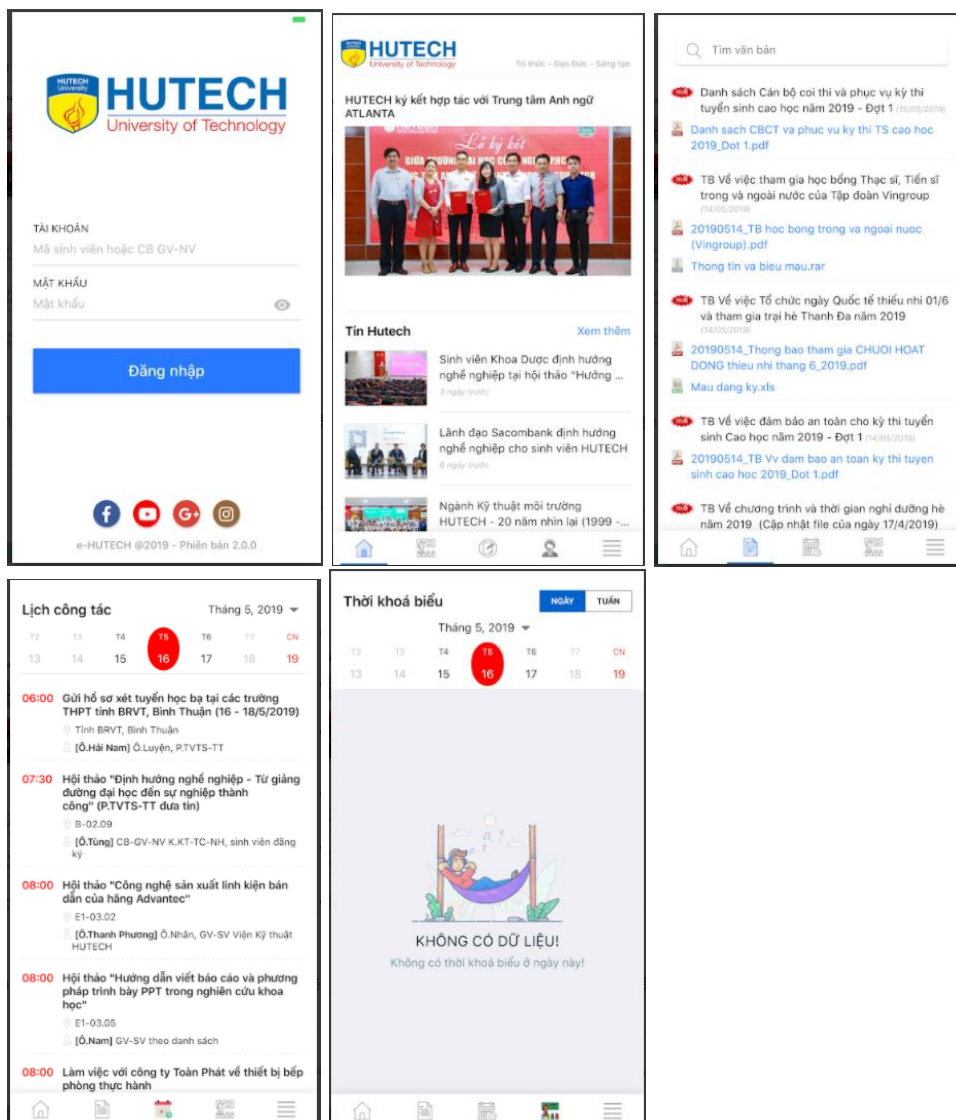 HUTECH
University
HUTECH
University of Technology
TÀI KHOẢN
Mã sinh viên hoặc CB GV-NV
MẬT KHẨU
Mật khẩu
Đăng nhập
e-HUTECH @2019 - Phiên bản 2.0.0
HUTECH
University of Technology
Tri thức - Đạo Đức - Sáng tạo
HUTECH ký kết hợp tác với Trung tâm Anh ngữ
ATLANTA
Lễ ký kết
Tin Hutech
Xem thêm
Sinh viên Khoa Dược định hướng
nghề nghiệp tại hội thảo "Hướng ...
3 ngày trước
Lãnh đạo Sacombank định hướng
nghề nghiệp cho sinh viên HUTECH
6 ngày trước
Ngành Kỹ thuật môi trường
HUTECH - 20 năm nhìn lại (1999 -...
Tìm văn bản
mới Danh sách Cán bộ coi thi và phục vụ kỳ thi
tuyển sinh cao học năm 2019 - Đợt 1 (15/05/2019)
Danh sach CBCT va phuc vu ky thi TS cao hoc
2019_Dot 1.pdf
mới TB Về việc tham gia học bổng Thạc sĩ, Tiến sĩ
trong và ngoài nước của Tập đoàn Vingroup
(14/05/2019)
20190514_TB hoc bong trong va ngoai nuoc
(Vingroup).pdf
Thong tin va bieu mau.rar
mới TB Về việc Tổ chức ngày Quốc tế thiếu nhi 01/6
và tham gia trại hè Thanh Đa năm 2019
(14/05/2019)
20190514_Thong bao tham gia CHUOI HOAT
DONG thieu nhi thang 6_2019.pdf
Mau dang ky.xls
mới TB Về việc đảm bảo an toàn cho kỳ thi tuyển
sinh Cao học năm 2019 - Đợt 1 (14/05/2019)
20190514_TB Vv dam bao an toan ky thi tuyen
sinh cao hoc 2019_Dot 1.pdf
mới TB Về chương trình và thời gian nghỉ dưỡng hè
năm 2019 (Cập nhật file của ngày 17/4/2019)
Lịch công tác
Tháng 5, 2019
T2 T3 T4 T5 T6 T7 CN
13 14 15 16 17 18 19
06:00 Gửi hồ sơ xét tuyển học bạ tại các trường
THPT tỉnh BRVT, Bình Thuận (16 - 18/5/2019)
Tỉnh BRVT, Bình Thuận
[Ô.Hải Nam] Ô.Luyện, P.TVTS-TT
07:30 Hội thảo "Định hướng nghề nghiệp - Từ giảng
đường đại học đến sự nghiệp thành
công" (P.TVTS-TT đưa tin)
B-02.09
[Ô.Tùng] CB-GV-NV K.KT-TC-NH, sinh viên đăng
ký
08:00 Hội thảo "Công nghệ sản xuất linh kiện bán
dẫn của hãng Advantec"
E1-03.02
[Ô.Thanh Phương] Ô.Nhân, GV-SV Viện Kỹ thuật
HUTECH
08:00 Hội thảo "Hướng dẫn viết báo cáo và phương
pháp trình bày PPT trong nghiên cứu khoa
học"
E1-03.05
[Ô.Nam] GV-SV theo danh sách
08:00 Làm việc với công ty Toàn Phát về thiết bị bếp
phòng thực hành
Thời khoá biểu
NGÀY TUẦN
Tháng 5, 2019
T2 T3 T4 T5 T6 T7 CN
13 14 15 16 17 18 19
KHÔNG CÓ DỮ LIỆU!
Không có thời khoá biểu ở ngày này!